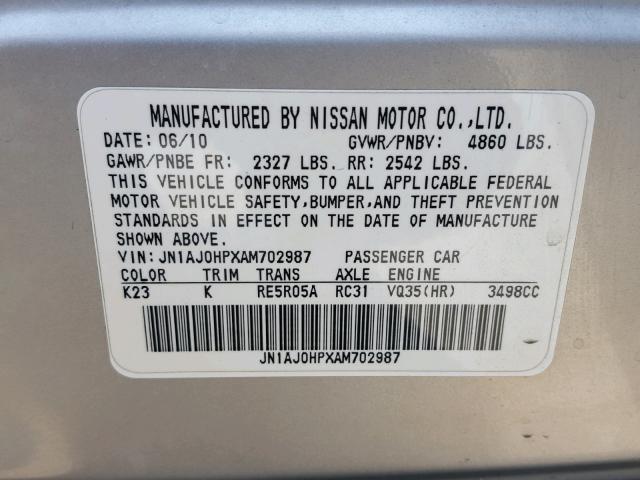 MANUFACTURED BY NISSAN MOTOR CO.,LTD.
DATE: 06/10 GVWR/PNBV: 4860 LBS.
GAWR/PNBE FR: 2327 LBS. RR: 2542 LBS.
THIS VEHICLE CONFORMS TO ALL APPLICABLE FEDERAL
MOTOR VEHICLE SAFETY,BUMPER,AND THEFT PREVENTION
STANDARDS IN EFFECT ON THE DATE OF MANUFACTURE
SHOWN ABOVE.
VIN: JN1AJ0HPXAM702987 PASSENGER CAR
COLOR TRIM TRANS AXLE ENGINE
K23 K RE5R05A RC31 VQ35(HR) 3498CC
JN1AJ0HPXAM702987